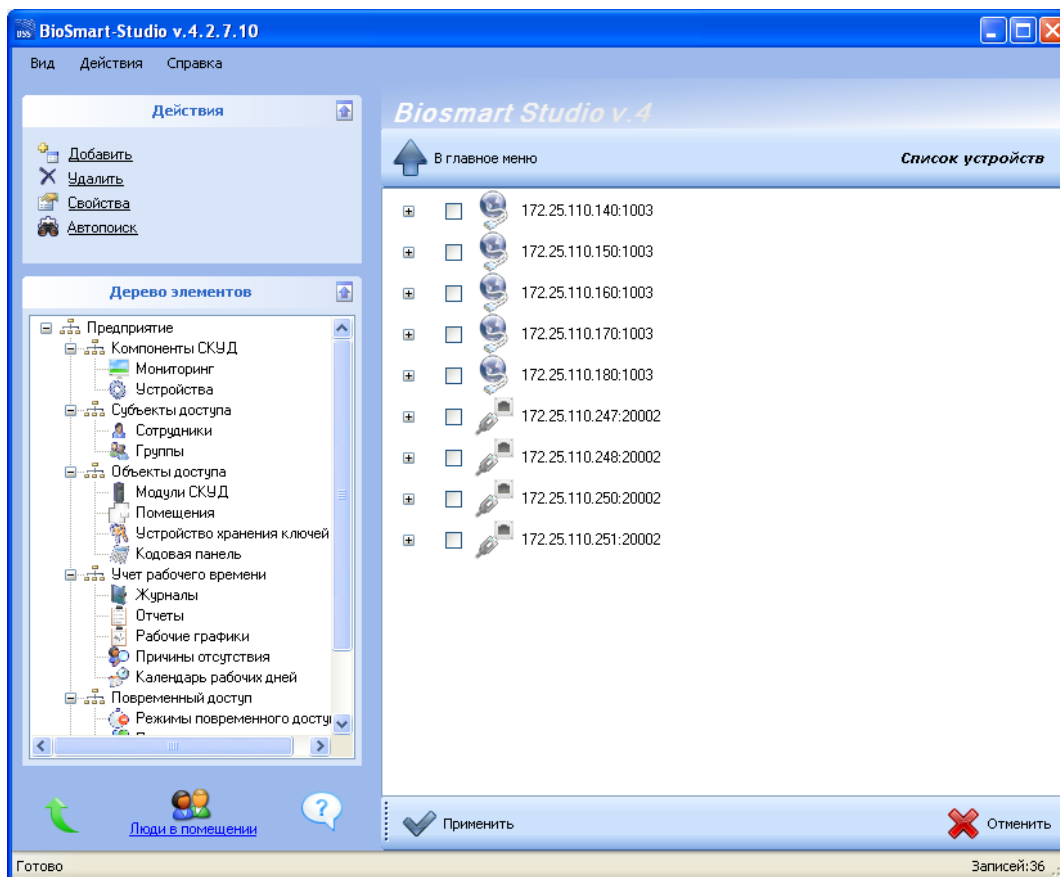 BioSmart-Studio v.4.2.7.10
Вид Действия Справка
Действия
Добавить
Удалить
Свойства
Автопоиск
Дерево элементов
Предприятие
Компоненты СКУД
Мониторинг
Устройства
Субъекты доступа
Сотрудники
Группы
Объекты доступа
Модули СКУД
Помещения
Устройство хранения ключей
Кодовая панель
Учет рабочего времени
Журналы
Отчеты
Рабочие графики
Причины отсутствия
Календарь рабочих дней
Повременный доступ
Режимы повременного досту
Люди в помещении
Biosmart Studio v.4
В главное меню Список устройств
172.25.110.140:1003
172.25.110.150:1003
172.25.110.160:1003
172.25.110.170:1003
172.25.110.180:1003
172.25.110.247:20002
172.25.110.248:20002
172.25.110.250:20002
172.25.110.251:20002
Применить Отменить
Готово Записей:36